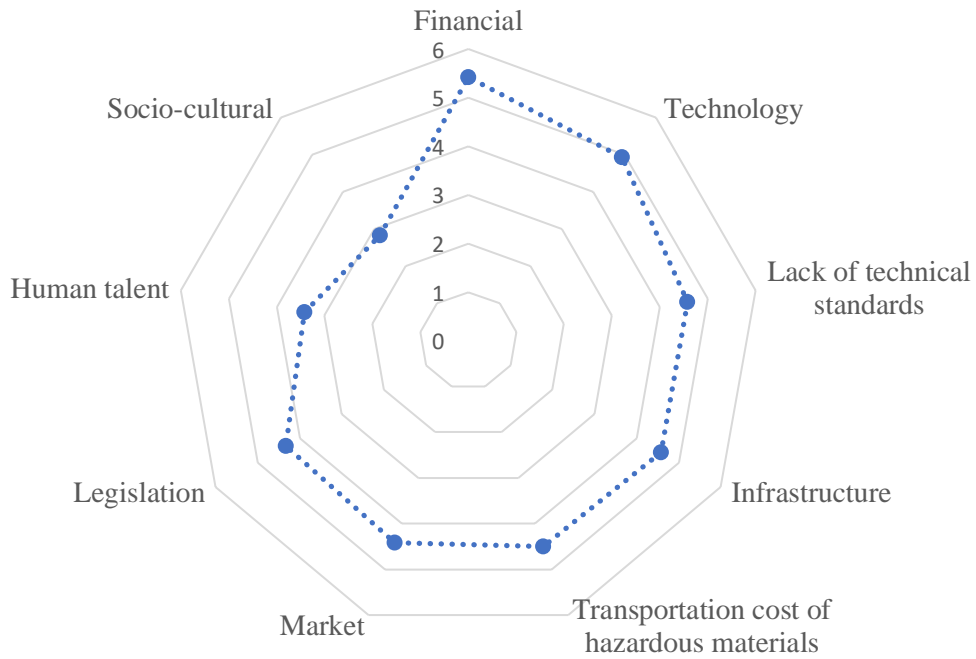 Financial
6
Socio-cultural
Technology
5
4
3
Human talent
2
Lack of technical
standards
1
0
Legislation
Infrastructure
Market
Transportation cost of
hazardous materials